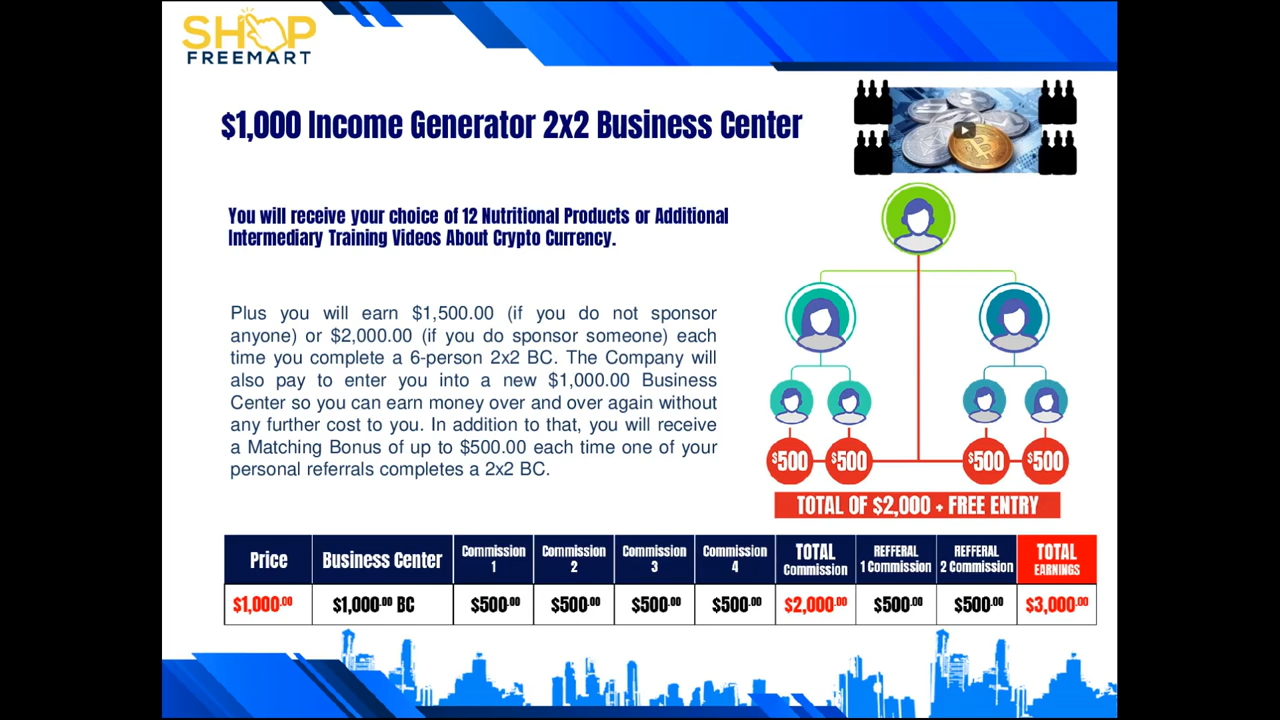 SHOP
FREEMART
$1,000 Income Generator 2x2 Business Center
You will receive your choice of 12 Nutritional Products or Additional
Intermediary Training Videos About Crypto Currency.
Plus you will earn $1,500.00 (if you do not sponsor
anyone) or $2,000.00 (if you do sponsor someone) each
time you complete a 6-person 2x2 BC. The Company will
also pay to enter you into a new $1,000.00 Business
Center so you can earn money over and over again without
any further cost to you. In addition to that, you will receive
a Matching Bonus of up to $500.00 each time one of your
personal referrals completes a 2x2 BC.
$500 $500 $500 $500
TOTAL OF $2,000 + FREE ENTRY
Price Business Center Commission 1 Commission 2 Commission 3 Commission 4 TOTAL Commission REFFERAL 1 Commission REFFERAL 2 Commission TOTAL EARNINGS
$1,000.00 $1,000.00 BC $500.00 $500.00 $500.00 $500.00 $2,000.00 $500.00 $500.00 $3,000.00